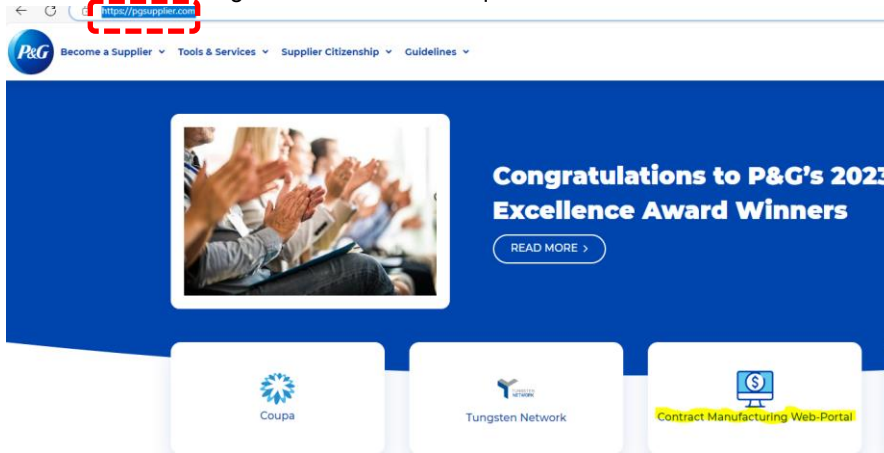 https://pgsupplier.com
P&G
Become a Supplier Tools & Services Supplier Citizenship Guidelines
Congratulations to P&G's 2023
Excellence Award Winners
READ MORE >
Coupa
TUNGSTEN
NETWORK
Tungsten Network
$
Contract Manufacturing Web-Portal